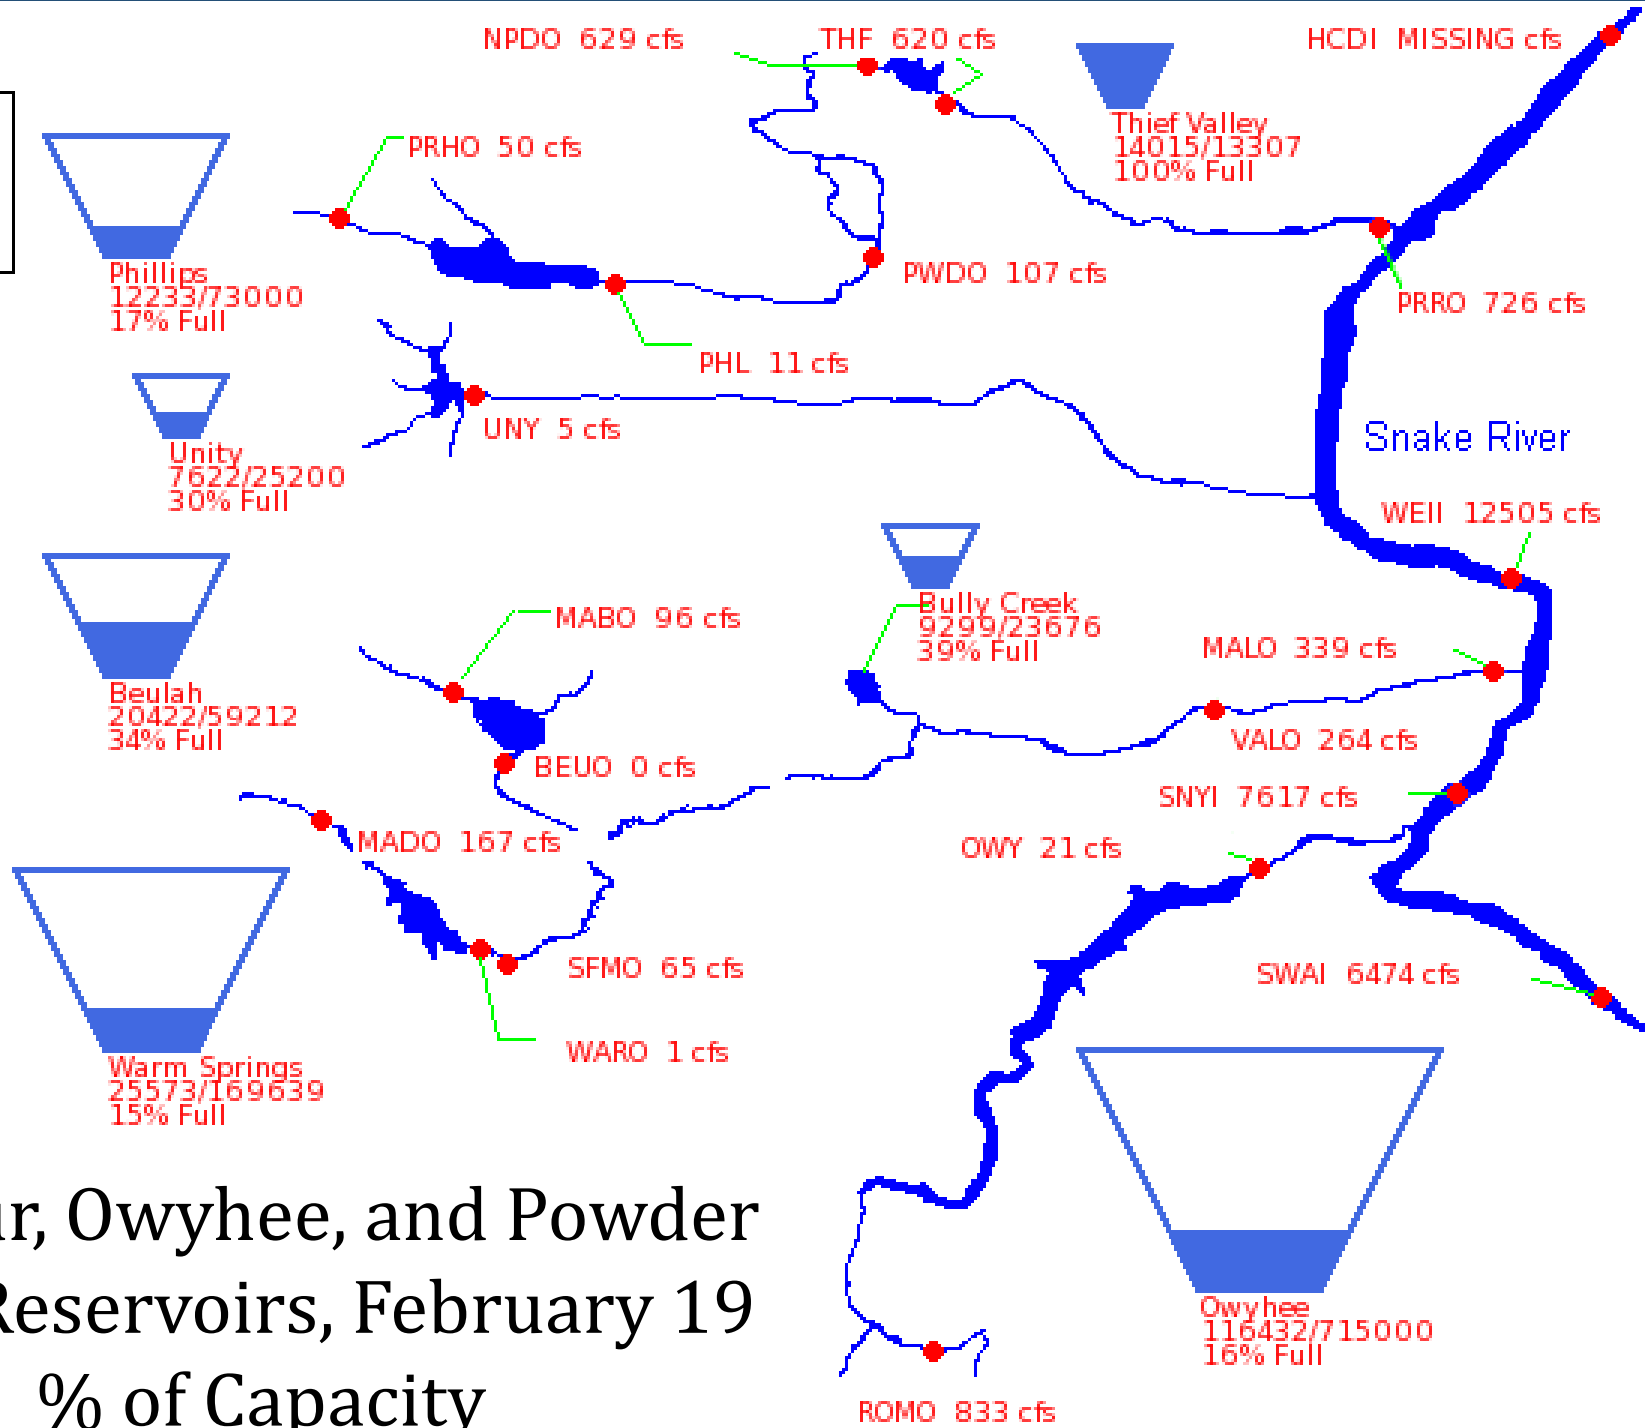 NPDO 629 cfs
THF 620 cfs
HCDI MISSING cfs
Thief Valley
14015/13307
100% Full
PRHO 50 cfs
Phillips
12233/73000
17% Full
PWDO 107 cfs
PRRO 726 cfs
PHL 11 cfs
UNY 5 cfs
Unity
7622/25200
30% Full
Snake River
WEII 12505 cfs
Bully Creek
9299/23676
39% Full
MABO 96 cfs
MALO 339 cfs
Beulah
20422/59212
34% Full
BEUO 0 cfs
VALO 264 cfs
SNYI 7617 cfs
MADO 167 cfs
OWY 21 cfs
SFMO 65 cfs
SWAI 6474 cfs
WARO 1 cfs
Warm Springs
25573/169639
15% Full
Owyhee, and Powder
Reservoirs, February 19
% of Capacity
Owyhee
116432/715000
16% Full
ROMO 833 cfs